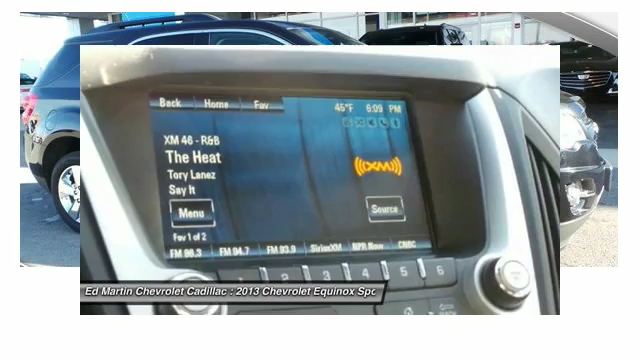 Back Home Fav 45°F 6:09 PM
XM 46 - R&B
The Heat
Tory Lanez
Say It
XM
Menu Source
Fav 1 of 2
FM 96.3 FM 94.7 FM 93.9 SiriusXM NPR Now CNBC
1 2 3 4 5 6
Ed Martin Chevrolet Cadillac : 2013 Chevrolet Equinox Spo